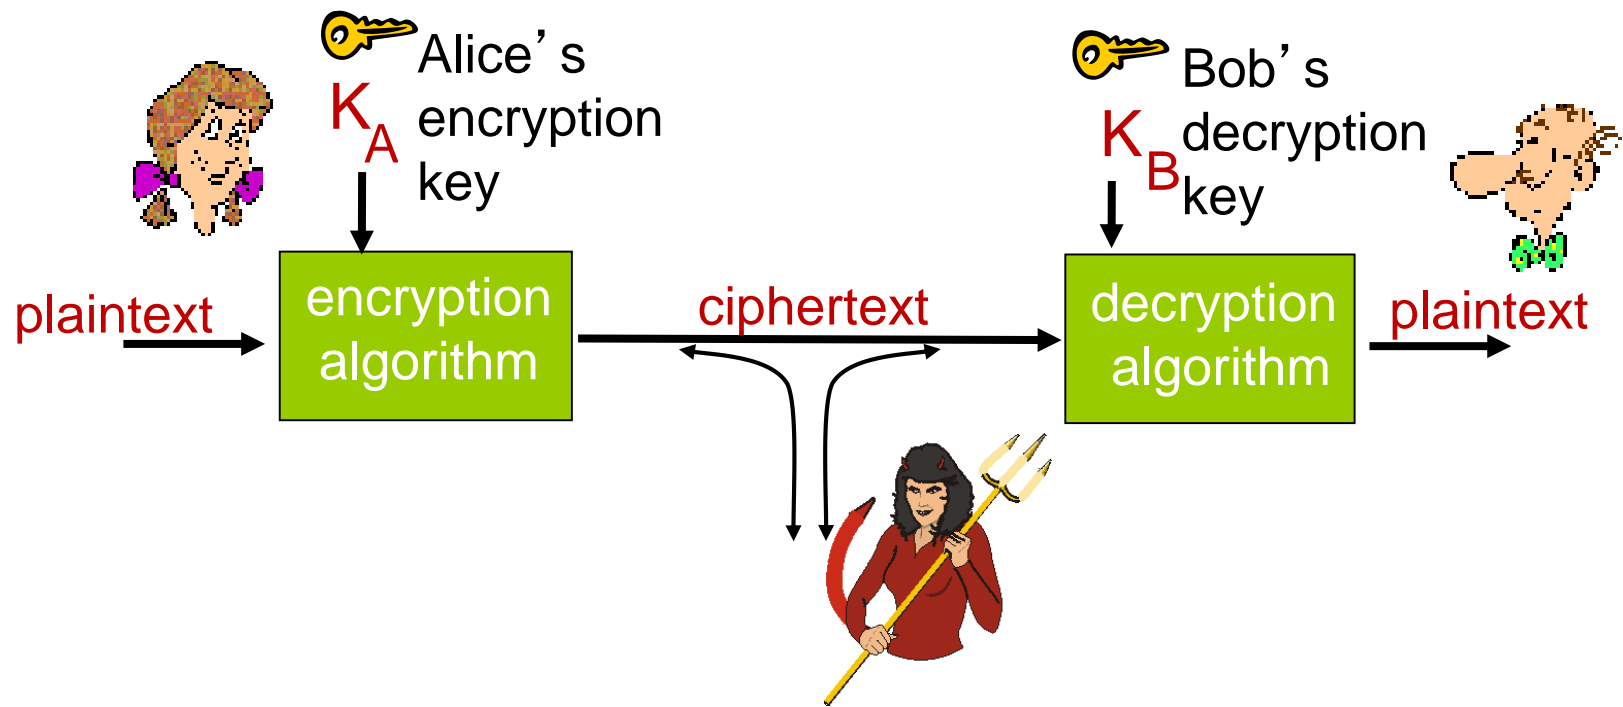 Alice’s
encryption
key
K
A
Bob’s
decryption
key
K
B
plaintext
encryption
algorithm
ciphertext
decryption
algorithm
plaintext